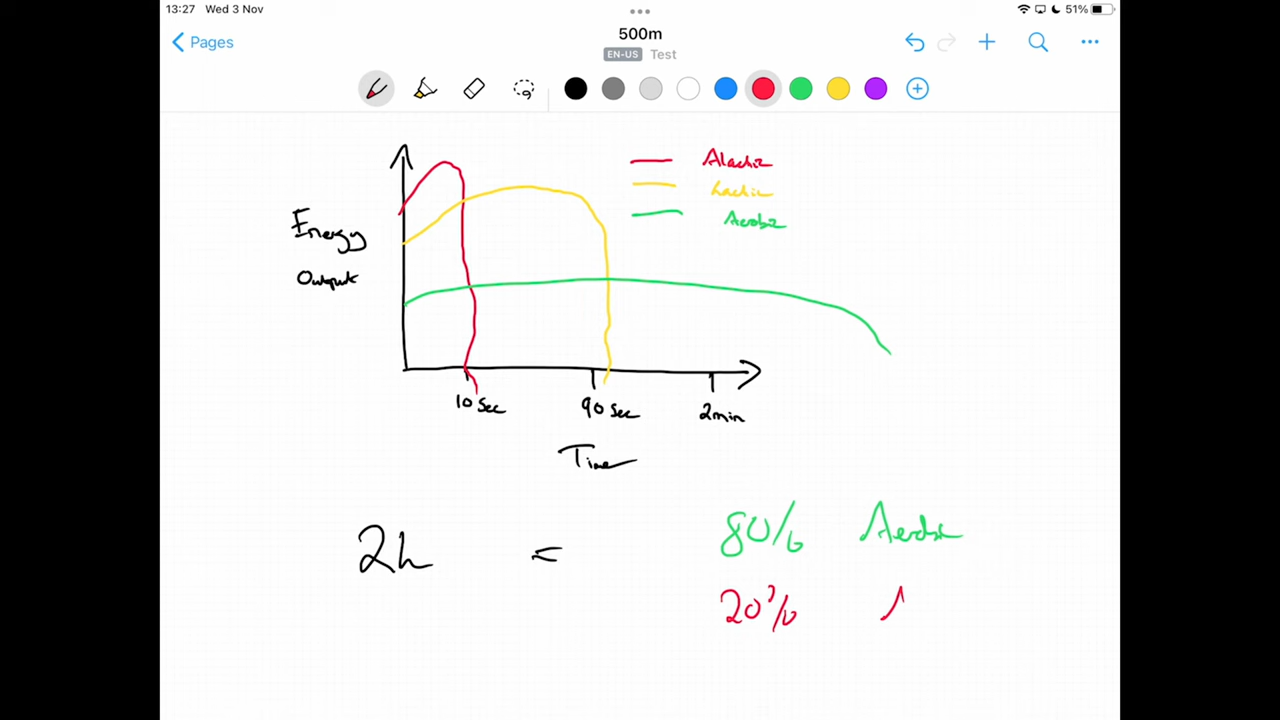 13:27 Wed 3 Nov
51%
Pages
500m
EN-US Test
Alactic
Lactic
Aerobic
Energy
Output
10 Sec
90 Sec
2min
Time
80% Aerobic
2h =
20%